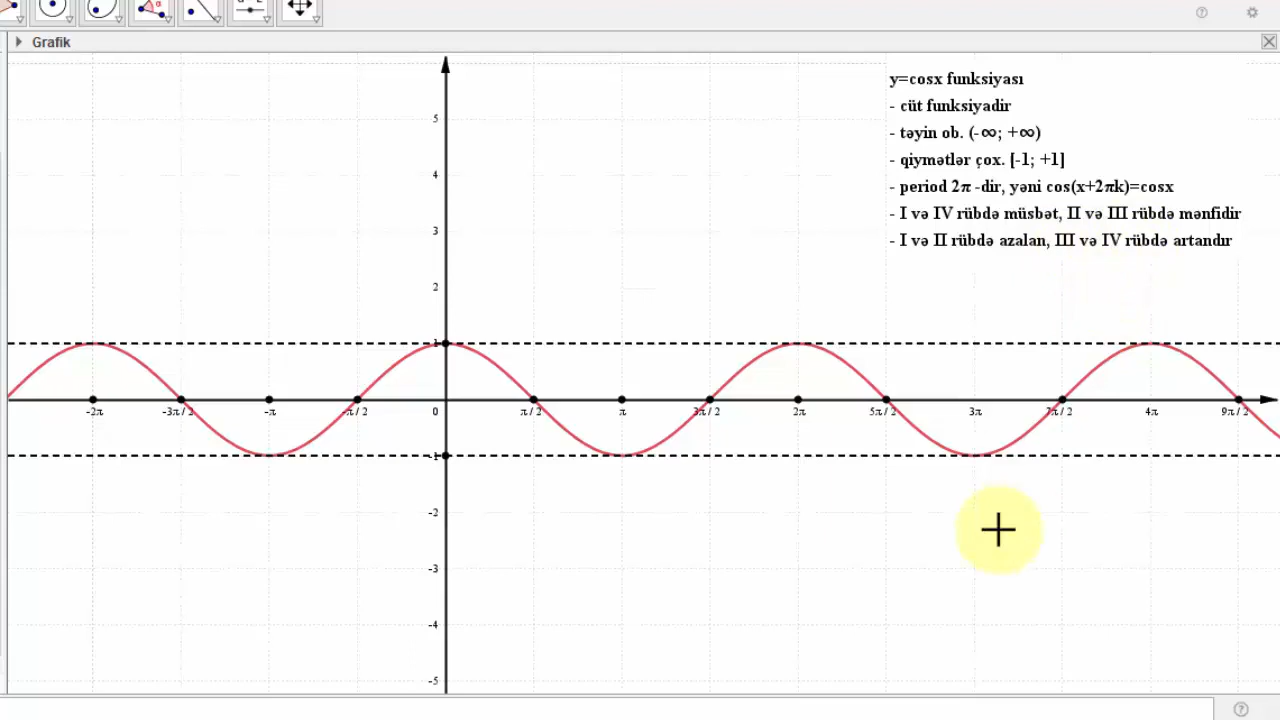 Grafik
y=cosx funksiyası
- cüt funksiyadir
- təyin ob. (-∞; +∞)
- qiymətlər çox. [-1; +1]
- period 2π -dir, yəni cos(x+2πk)=cosx
- I və IV rübdə müsbət, II və III rübdə mənfidir
- I və II rübdə azalan, III və IV rübdə artandır
5
4
3
2
1
-2π -3π / 2 -π -π / 2 0 π / 2 π 3π / 2 2π 5π / 2 3π 7π / 2 4π 9π / 2
-1
-2
-3
-4
-5